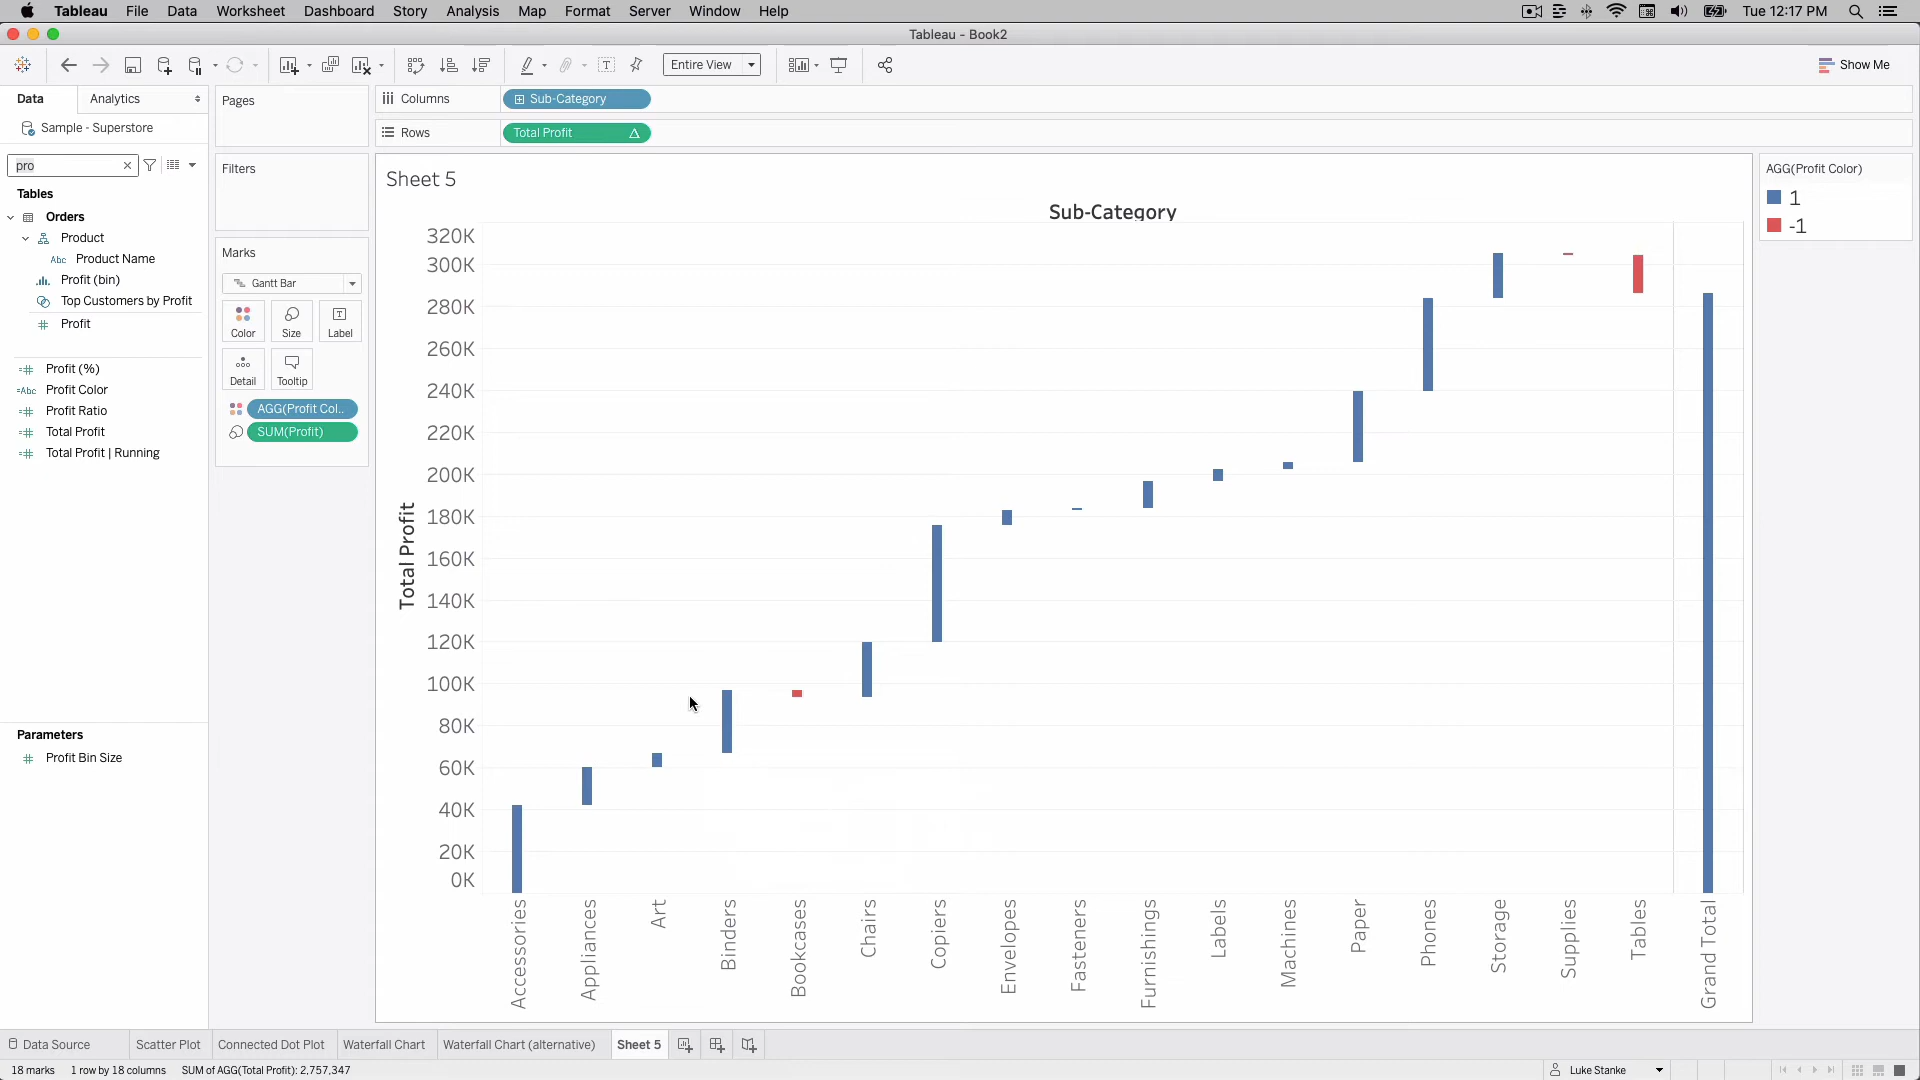 Tableau File Data Worksheet Dashboard Story Analysis Map Format Server Window Help Tue 12:17 PM
Tableau - Book2
Entire View
Show Me
Data Analytics
Sample - Superstore
pro
Tables
Orders
Product
Abc Product Name
Profit (bin)
Top Customers by Profit
# Profit
=# Profit (%)
=Abc Profit Color
=# Profit Ratio
=# Total Profit
=# Total Profit | Running
Parameters
# Profit Bin Size
Pages
Filters
Marks
Gantt Bar
Color Size Label
Detail Tooltip
AGG(Profit Col..
SUM(Profit)
Columns Sub-Category
Rows Total Profit Δ
Sheet 5
Sub-Category
Total Profit
320K
300K
280K
260K
240K
220K
200K
180K
160K
140K
120K
100K
80K
60K
40K
20K
0K
Accessories
Appliances
Art
Binders
Bookcases
Chairs
Copiers
Envelopes
Fasteners
Furnishings
Labels
Machines
Paper
Phones
Storage
Supplies
Tables
Grand Total
AGG(Profit Color)
1
-1
Data Source Scatter Plot Connected Dot Plot Waterfall Chart Waterfall Chart (alternative) Sheet 5
18 marks 1 row by 18 columns SUM of AGG(Total Profit): 2,757,347 Luke Stanke